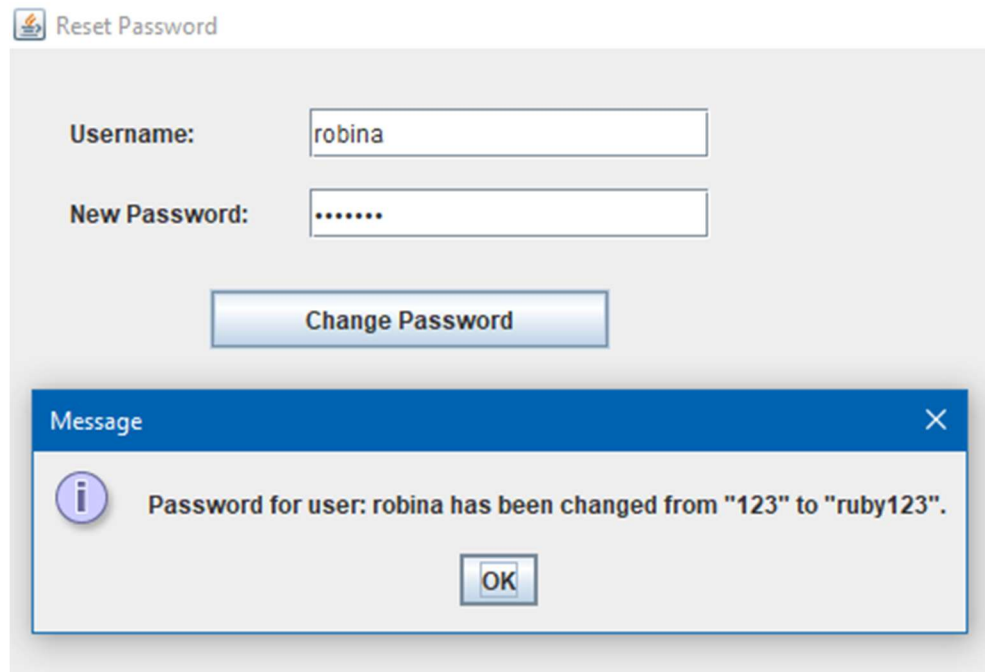 Reset Password
Username:
robina
New Password:
•••••••
Change Password
Message
Password for user: robina has been changed from "123" to "ruby123".
OK